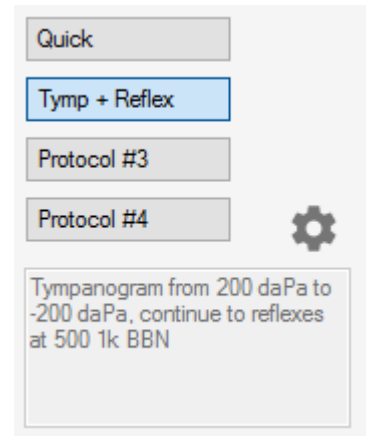 Quick
Tymp + Reflex
Protocol #3
Protocol #4
Tympanogram from 200 daPa to
-200 daPa, continue to reflexes
at 500 1k BBN